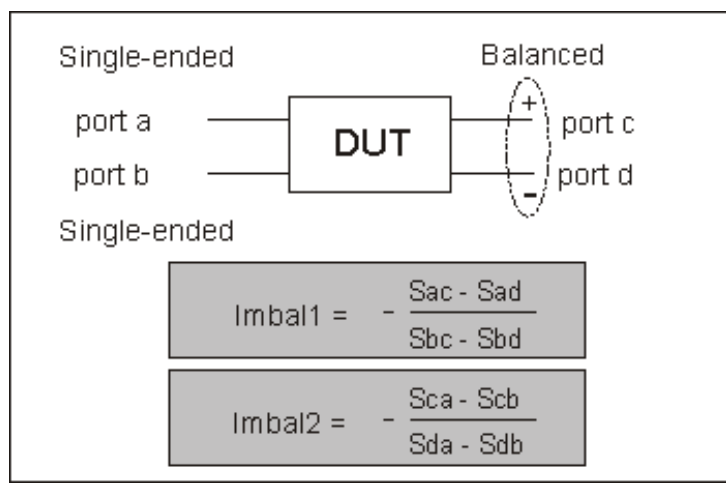 Single-ended Balanced
port a DUT + port c
port b - port d
Single-ended
Imbal1 = - Sac - Sad
Sbc - Sbd
Imbal2 = - Sca - Scb
Sda - Sdb